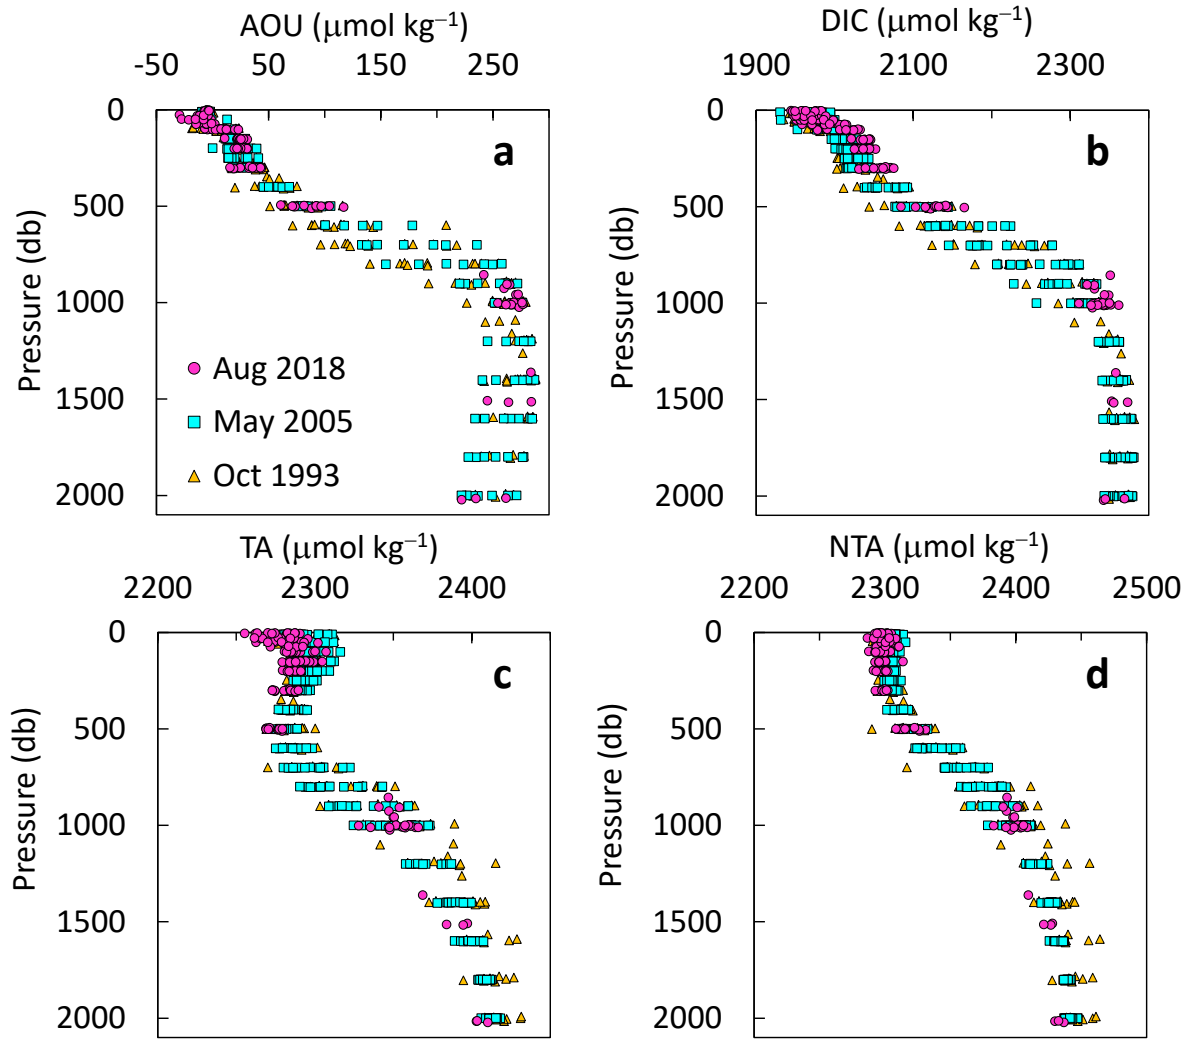 AOU (μmol kg⁻¹)
-50 50 150 250
0
500
1000
1500
2000
Pressure (db)
a
Aug 2018
May 2005
Oct 1993
DIC (μmol kg⁻¹)
1900 2100 2300
0
500
1000
1500
2000
Pressure (db)
b
TA (μmol kg⁻¹)
2200 2300 2400
0
500
1000
1500
2000
Pressure (db)
c
NTA (μmol kg⁻¹)
2200 2300 2400 2500
0
500
1000
1500
2000
Pressure (db)
d